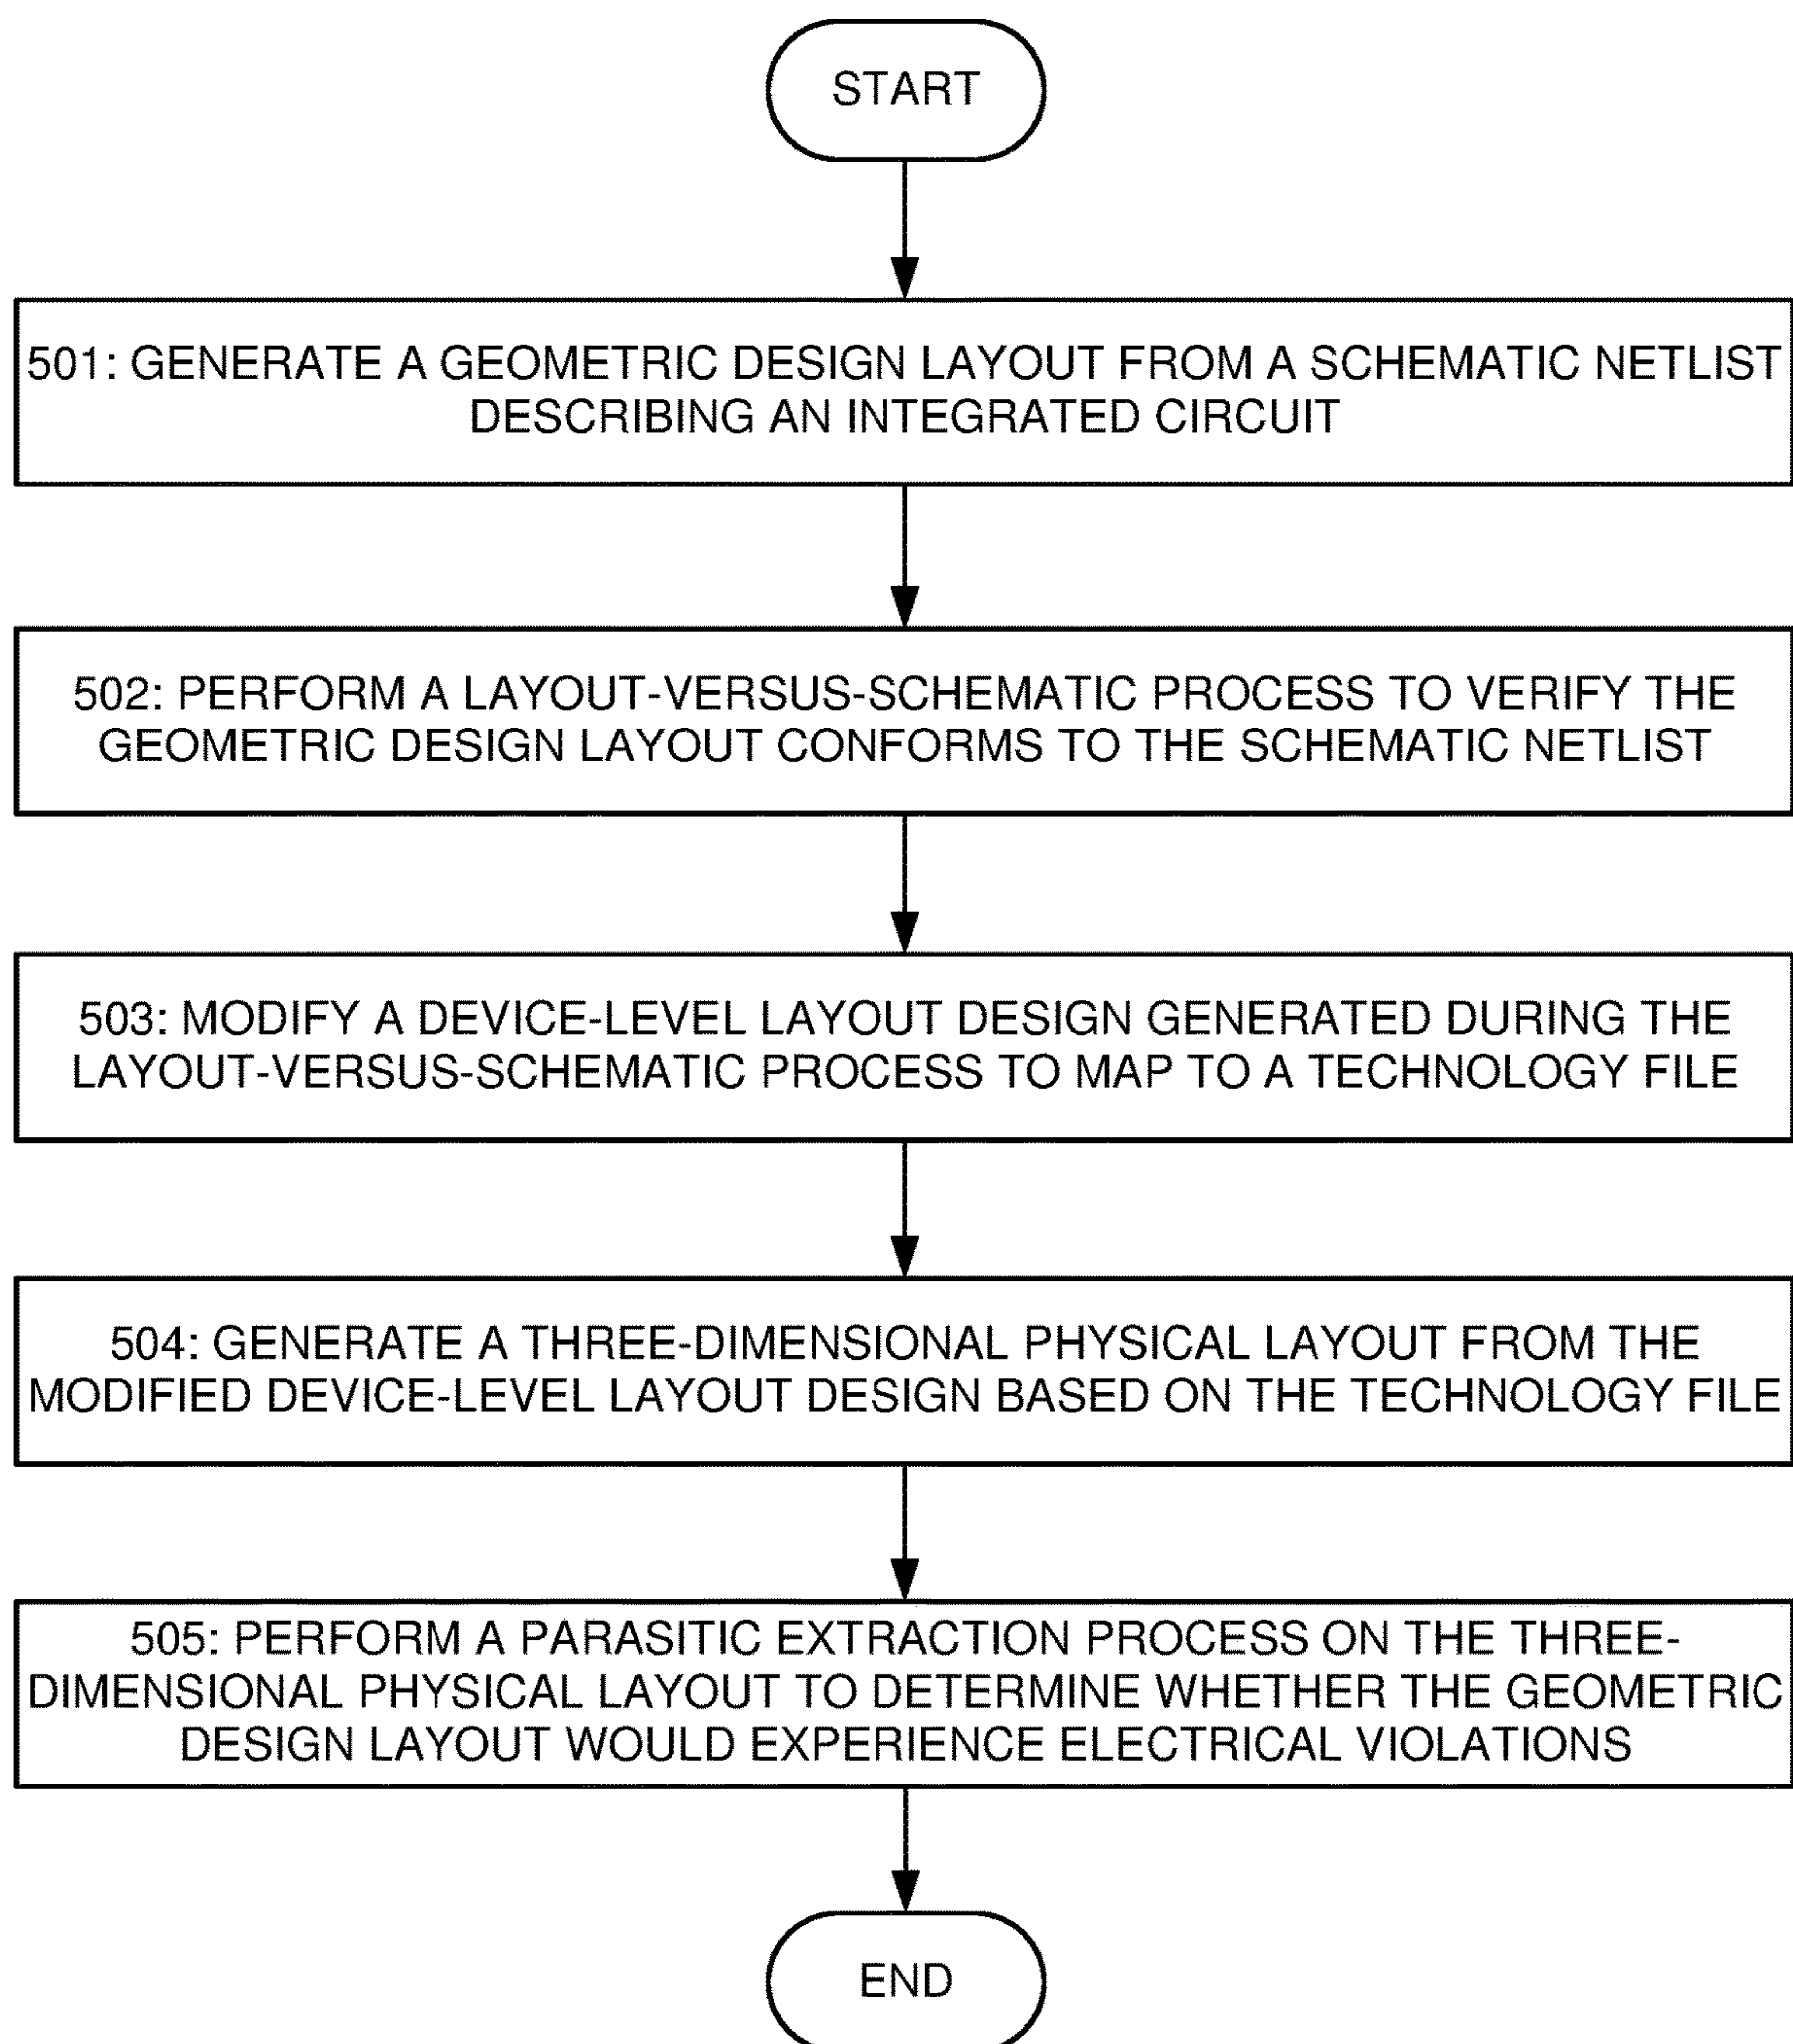 START
501: GENERATE A GEOMETRIC DESIGN LAYOUT FROM A SCHEMATIC NETLIST
DESCRIBING AN INTEGRATED CIRCUIT
502: PERFORM A LAYOUT-VERSUS-SCHEMATIC PROCESS TO VERIFY THE
GEOMETRIC DESIGN LAYOUT CONFORMS TO THE SCHEMATIC NETLIST
503: MODIFY A DEVICE-LEVEL LAYOUT DESIGN GENERATED DURING THE
LAYOUT-VERSUS-SCHEMATIC PROCESS TO MAP TO A TECHNOLOGY FILE
504: GENERATE A THREE-DIMENSIONAL PHYSICAL LAYOUT FROM THE
MODIFIED DEVICE-LEVEL LAYOUT DESIGN BASED ON THE TECHNOLOGY FILE
505: PERFORM A PARASITIC EXTRACTION PROCESS ON THE THREE-
DIMENSIONAL PHYSICAL LAYOUT TO DETERMINE WHETHER THE GEOMETRIC
DESIGN LAYOUT WOULD EXPERIENCE ELECTRICAL VIOLATIONS
END